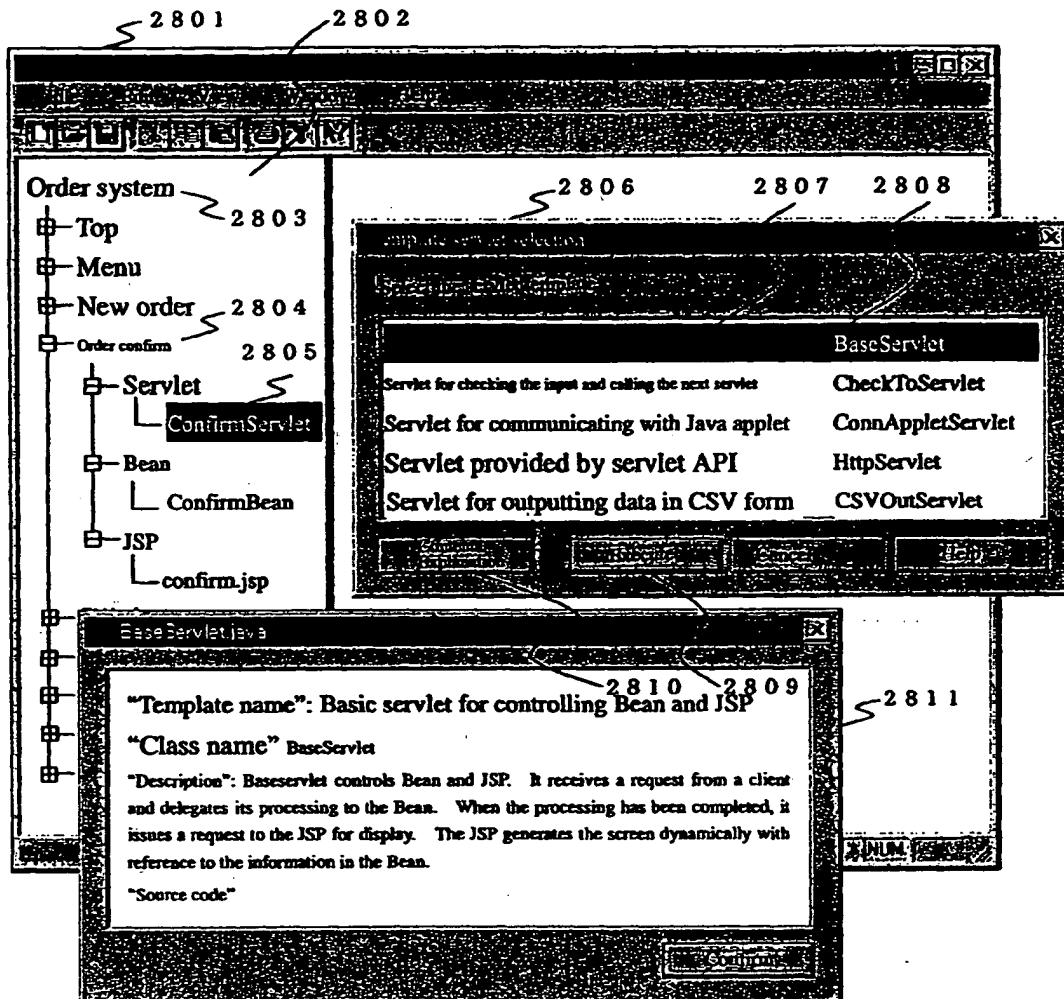 2801
2802
Order system
2803
Top
Menu
New order
2804
Order confirm
2805
Servlet
ConfirmServlet
Bean
ConfirmBean
JSP
confirm.jsp
2806
2807
2808
servlet selection
BaseServlet
Servlet for checking the input and calling the next servlet CheckToServlet
Servlet for communicating with Java applet ConnAppletServlet
Servlet provided by servlet API HttpServlet
Servlet for outputting data in CSV form CSVOutServlet
Cancel
Help
BaseServlet.java
2810
2809
2811
“Template name”: Basic servlet for controlling Bean and JSP
“Class name” BaseServlet
“Description”: Baseservlet controls Bean and JSP. It receives a request from a client
and delegates its processing to the Bean. When the processing has been completed, it
issues a request to the JSP for display. The JSP generates the screen dynamically with
reference to the information in the Bean.
“Source code”
NUM
Confirm